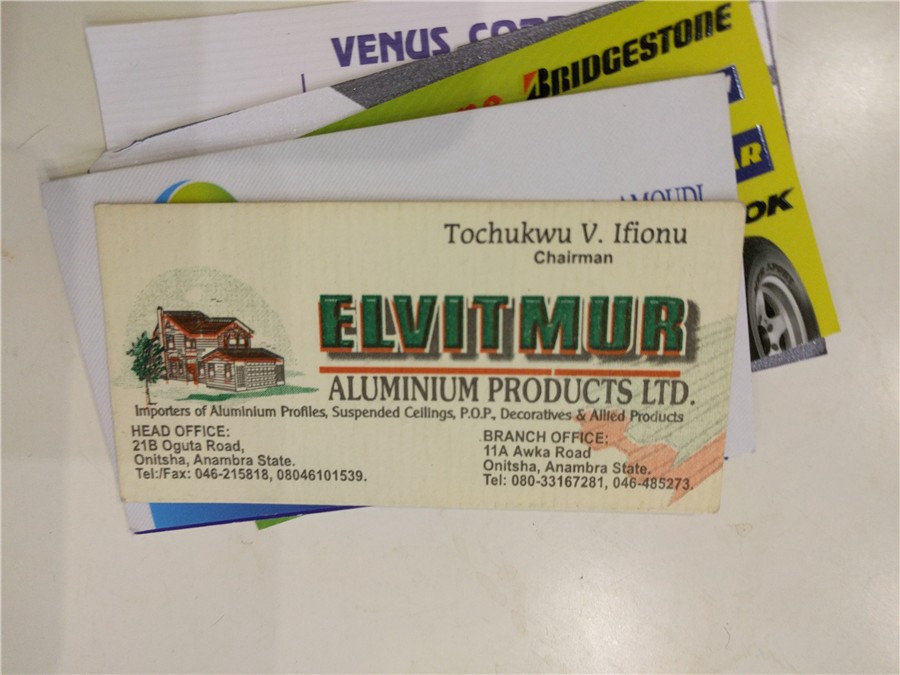 VENUS
BRIDGESTONE
AMOUDI
Tochukwu V. Ifionu
Chairman
ELVITMUR
ALUMINIUM PRODUCTS LTD.
Importers of Aluminium Profiles, Suspended Ceilings, P.O.P., Decoratives & Allied Products
HEAD OFFICE:
21B Oguta Road,
Onitsha, Anambra State.
Tel:/Fax: 046-215818, 08046101539.
BRANCH OFFICE:
11A Awka Road
Onitsha, Anambra State.
Tel: 080-33167281, 046-485273.